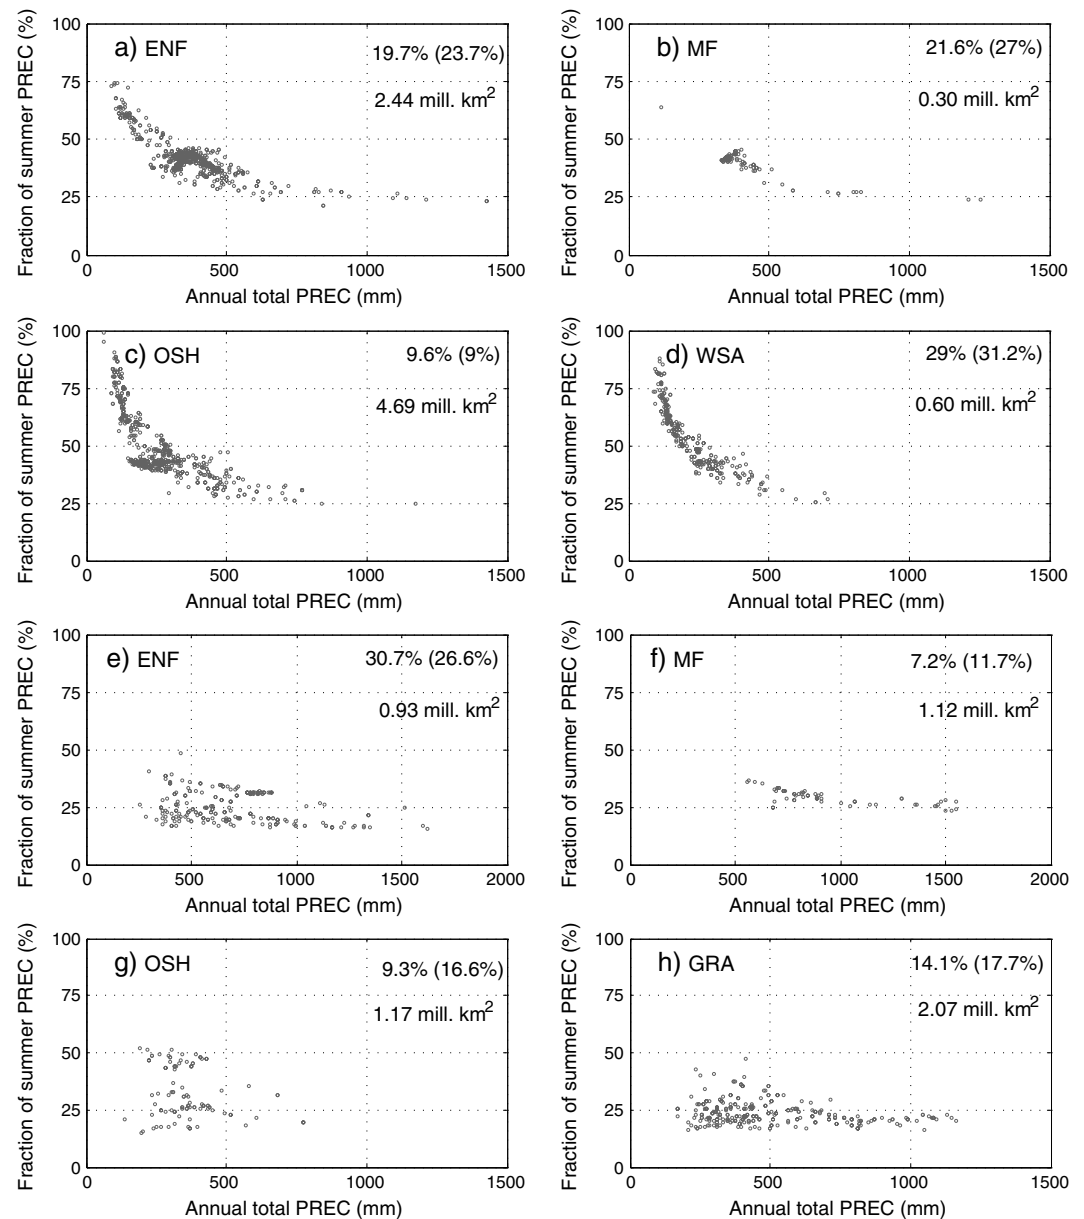 Fraction of summer PREC (%)
100
75
50
25
0
a) ENF
19.7% (23.7%)
2.44 mill. km2
0 500 1000 1500
Annual total PREC (mm)
Fraction of summer PREC (%)
100
75
50
25
0
b) MF
21.6% (27%)
0.30 mill. km2
0 500 1000 1500
Annual total PREC (mm)
Fraction of summer PREC (%)
100
75
50
25
0
c) OSH
9.6% (9%)
4.69 mill. km2
0 500 1000 1500
Annual total PREC (mm)
Fraction of summer PREC (%)
100
75
50
25
0
d) WSA
29% (31.2%)
0.60 mill. km2
0 500 1000 1500
Annual total PREC (mm)
Fraction of summer PREC (%)
100
75
50
25
0
e) ENF
30.7% (26.6%)
0.93 mill. km2
0 500 1000 1500 2000
Annual total PREC (mm)
Fraction of summer PREC (%)
100
75
50
25
0
f) MF
7.2% (11.7%)
1.12 mill. km2
0 500 1000 1500 2000
Annual total PREC (mm)
Fraction of summer PREC (%)
100
75
50
25
0
g) OSH
9.3% (16.6%)
1.17 mill. km2
0 500 1000 1500
Annual total PREC (mm)
Fraction of summer PREC (%)
100
75
50
25
0
h) GRA
14.1% (17.7%)
2.07 mill. km2
0 500 1000 1500
Annual total PREC (mm)